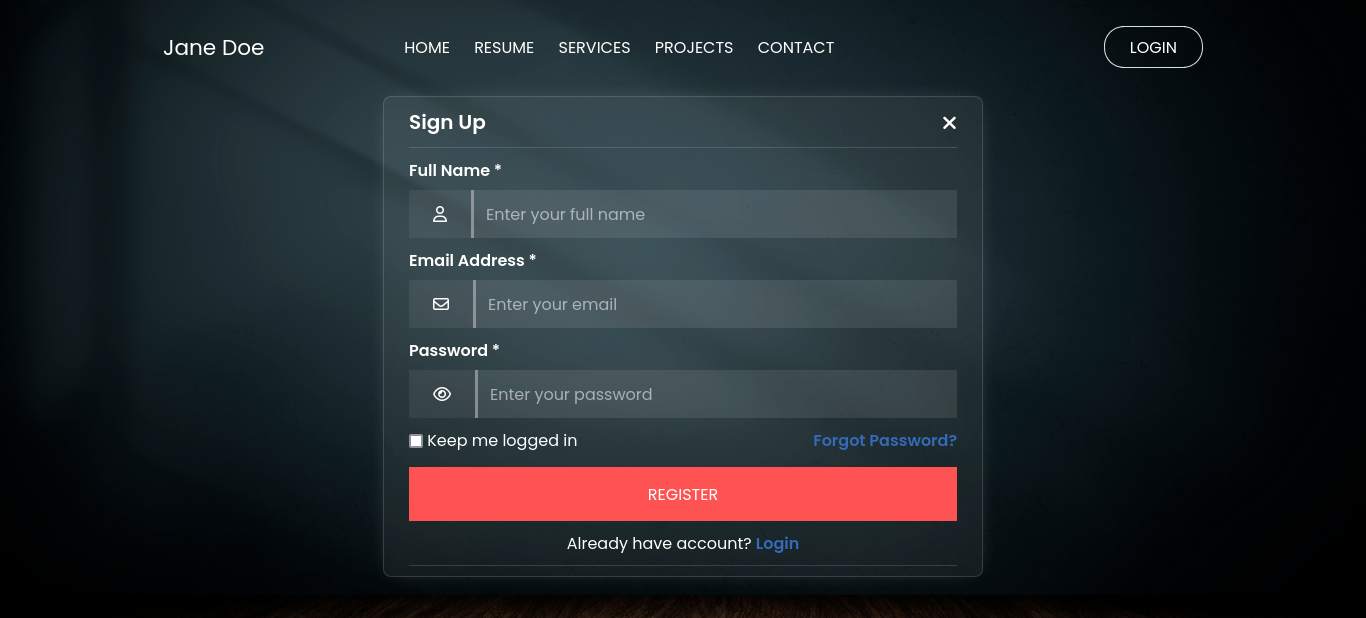 Jane Doe HOME RESUME SERVICES PROJECTS CONTACT LOGIN
Sign Up
Full Name *
Enter your full name
Email Address *
Enter your email
Password *
Enter your password
Keep me logged in Forgot Password?
REGISTER
Already have account? Login